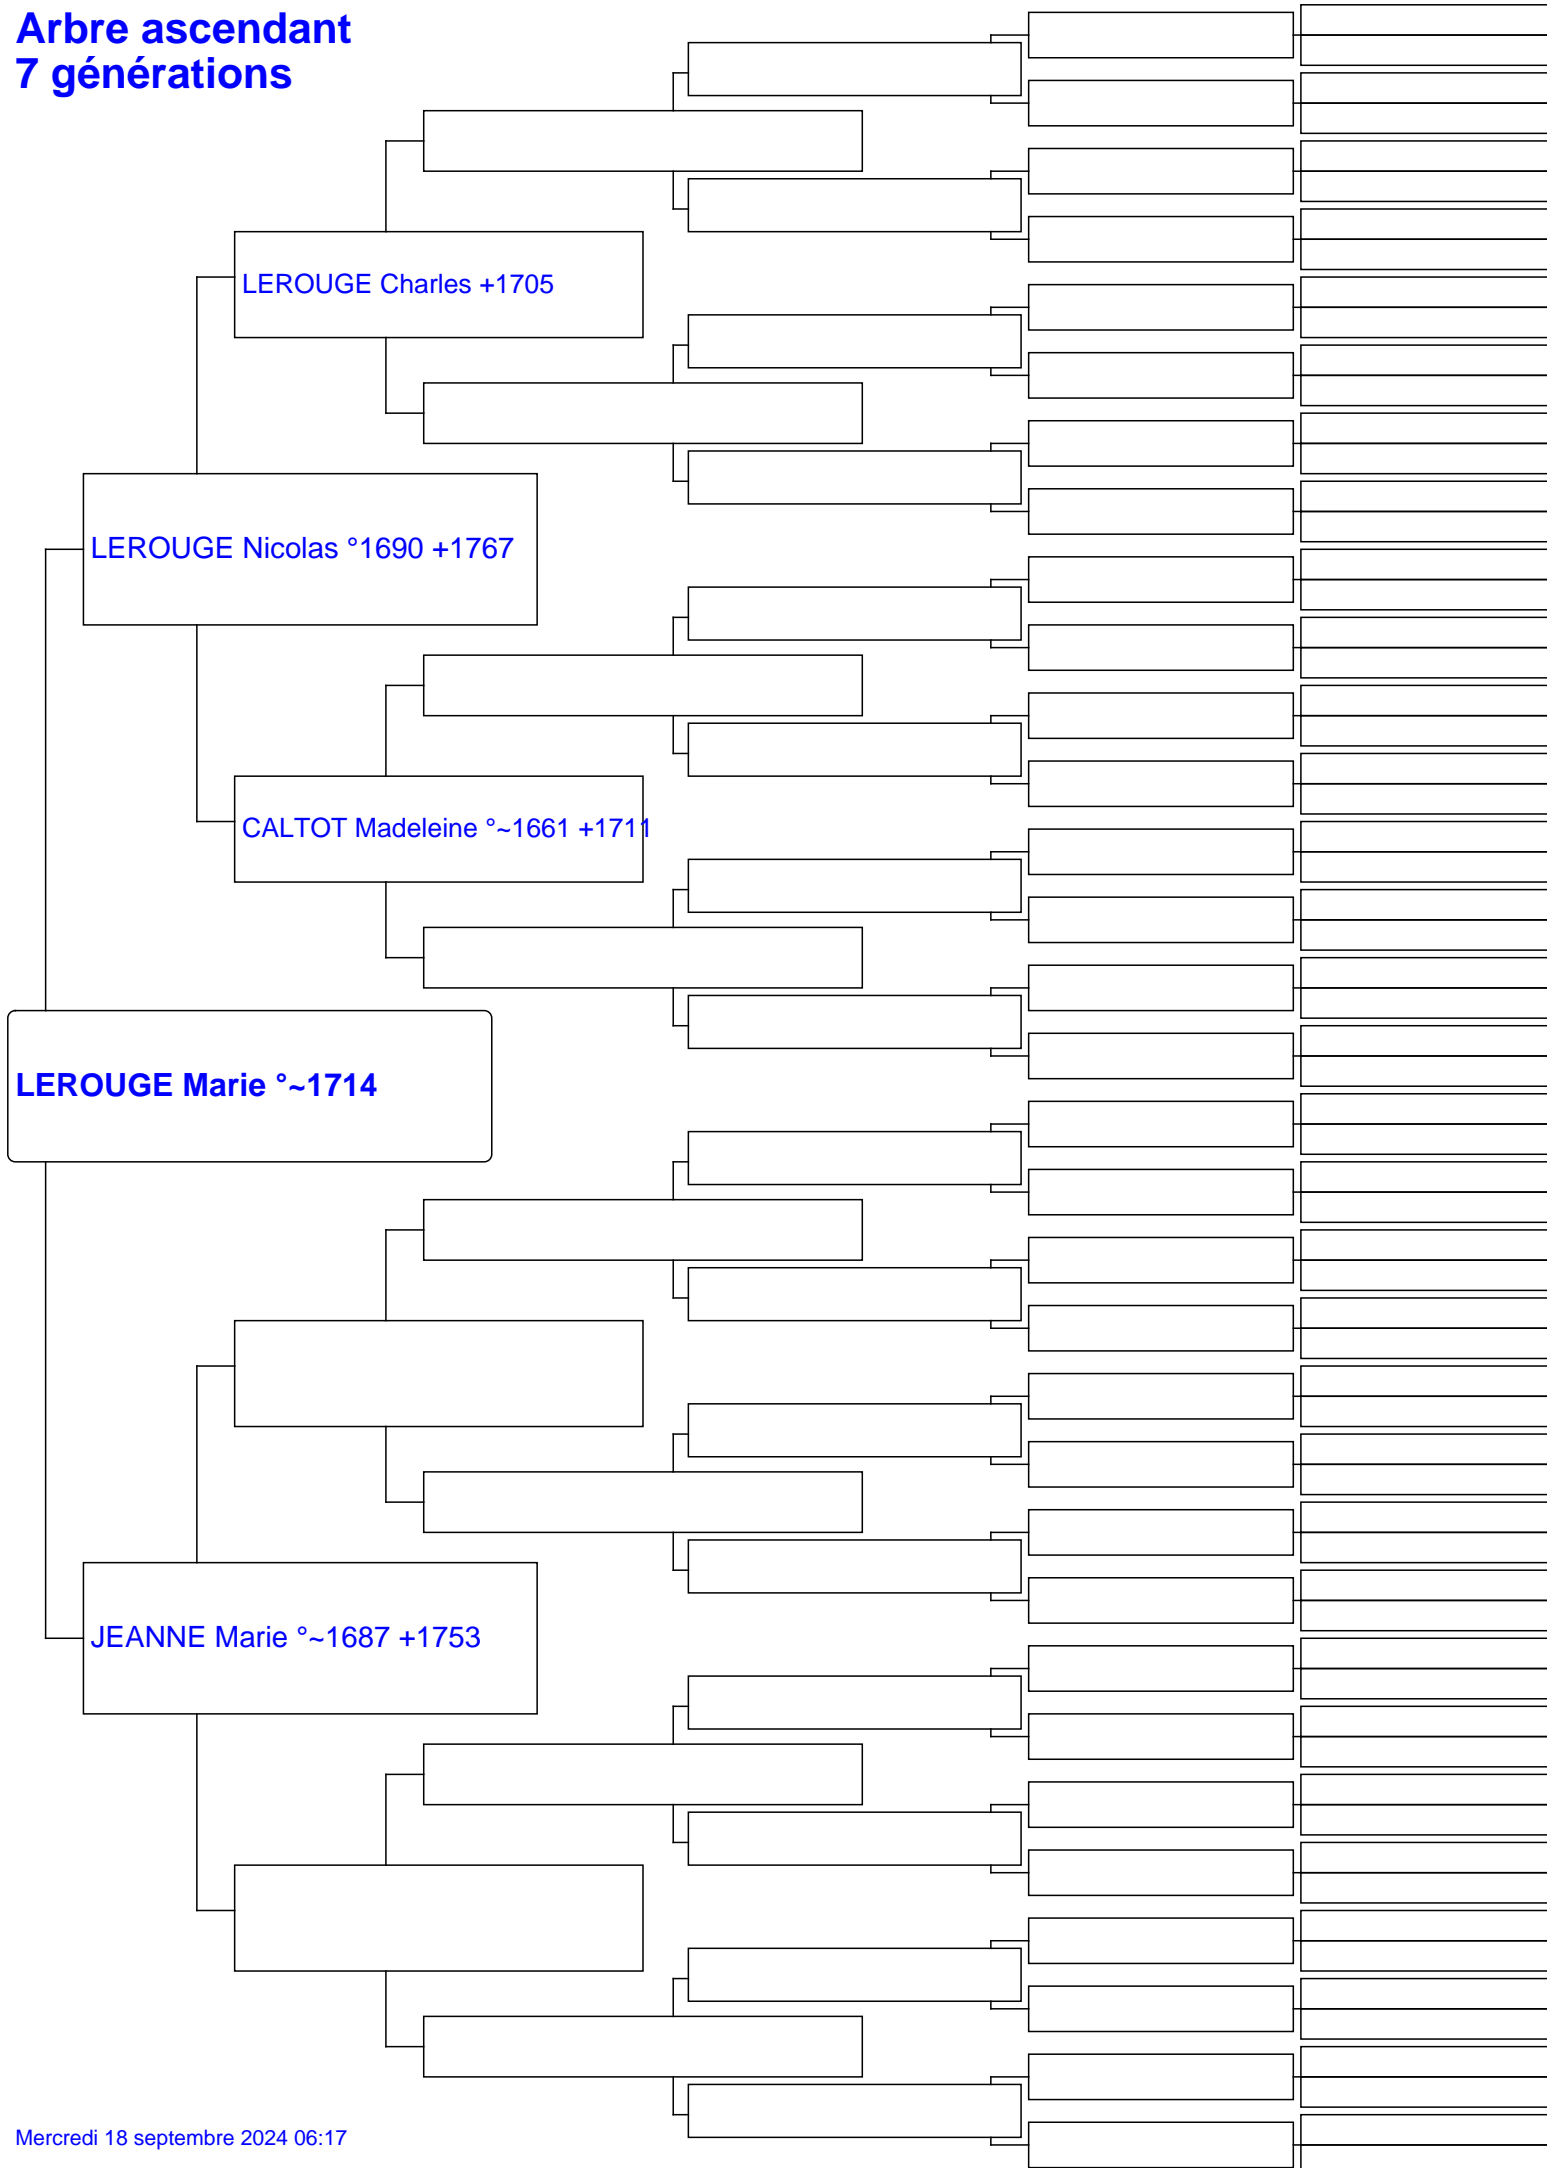 Arbre ascendant
7 générations
LEROUGE Charles +1705
LEROUGE Nicolas °1690 +1767
CALTOT Madeleine °~1661 +1711
LEROUGE Marie °~1714
JEANNE Marie °~1687 +1753
Mercredi 18 septembre 2024 06:17